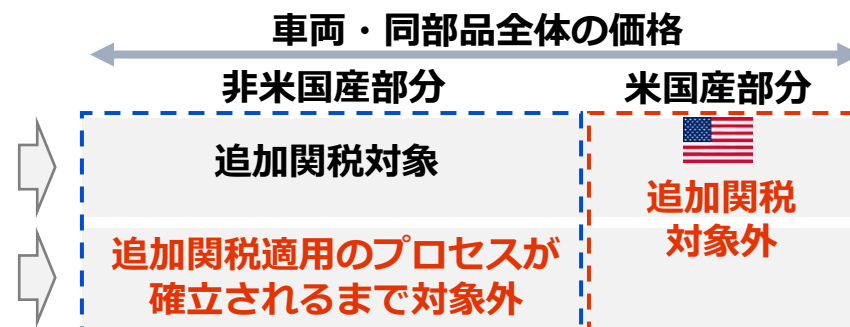 車両・同部品全体の価格
非米国産部分
米国産部分
追加関税対象
追加関税
対象外
追加関税適用のプロセスが
確立されるまで対象外